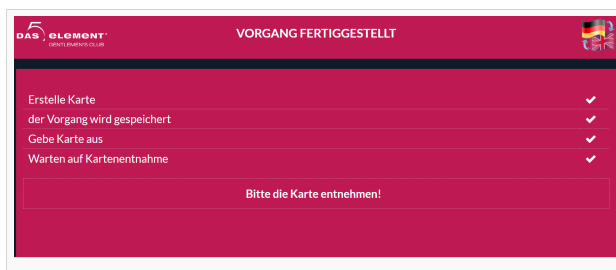 DAS 5 ELEMENT
GENTLEMEN'S CLUB
VORGANG FERTIGGESTELLT
Erstelle Karte
der Vorgang wird gespeichert
Gebe Karte aus
Warten auf Kartenentnahme
Bitte die Karte entnehmen!